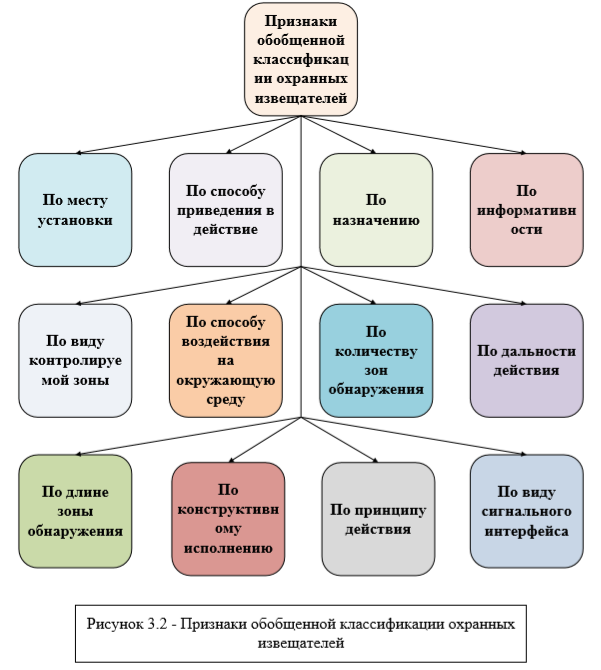 Признаки
обобщенной
классификац
ии охранных
извещателей
По месту
установки
По способу
приведения в
действие
По
назначению
По
информативн
ости
По виду
контролируе
мой зоны
По способу
воздействия
на
окружающую
среду
По
количеству
зон
обнаружения
По дальности
действия
По длине
зоны
обнаружения
По
конструктивн
ому
исполнению
По принципу
действия
По виду
сигнального
интерфейса
Рисунок 3.2 - Признаки обобщенной классификации охранных
извещателей